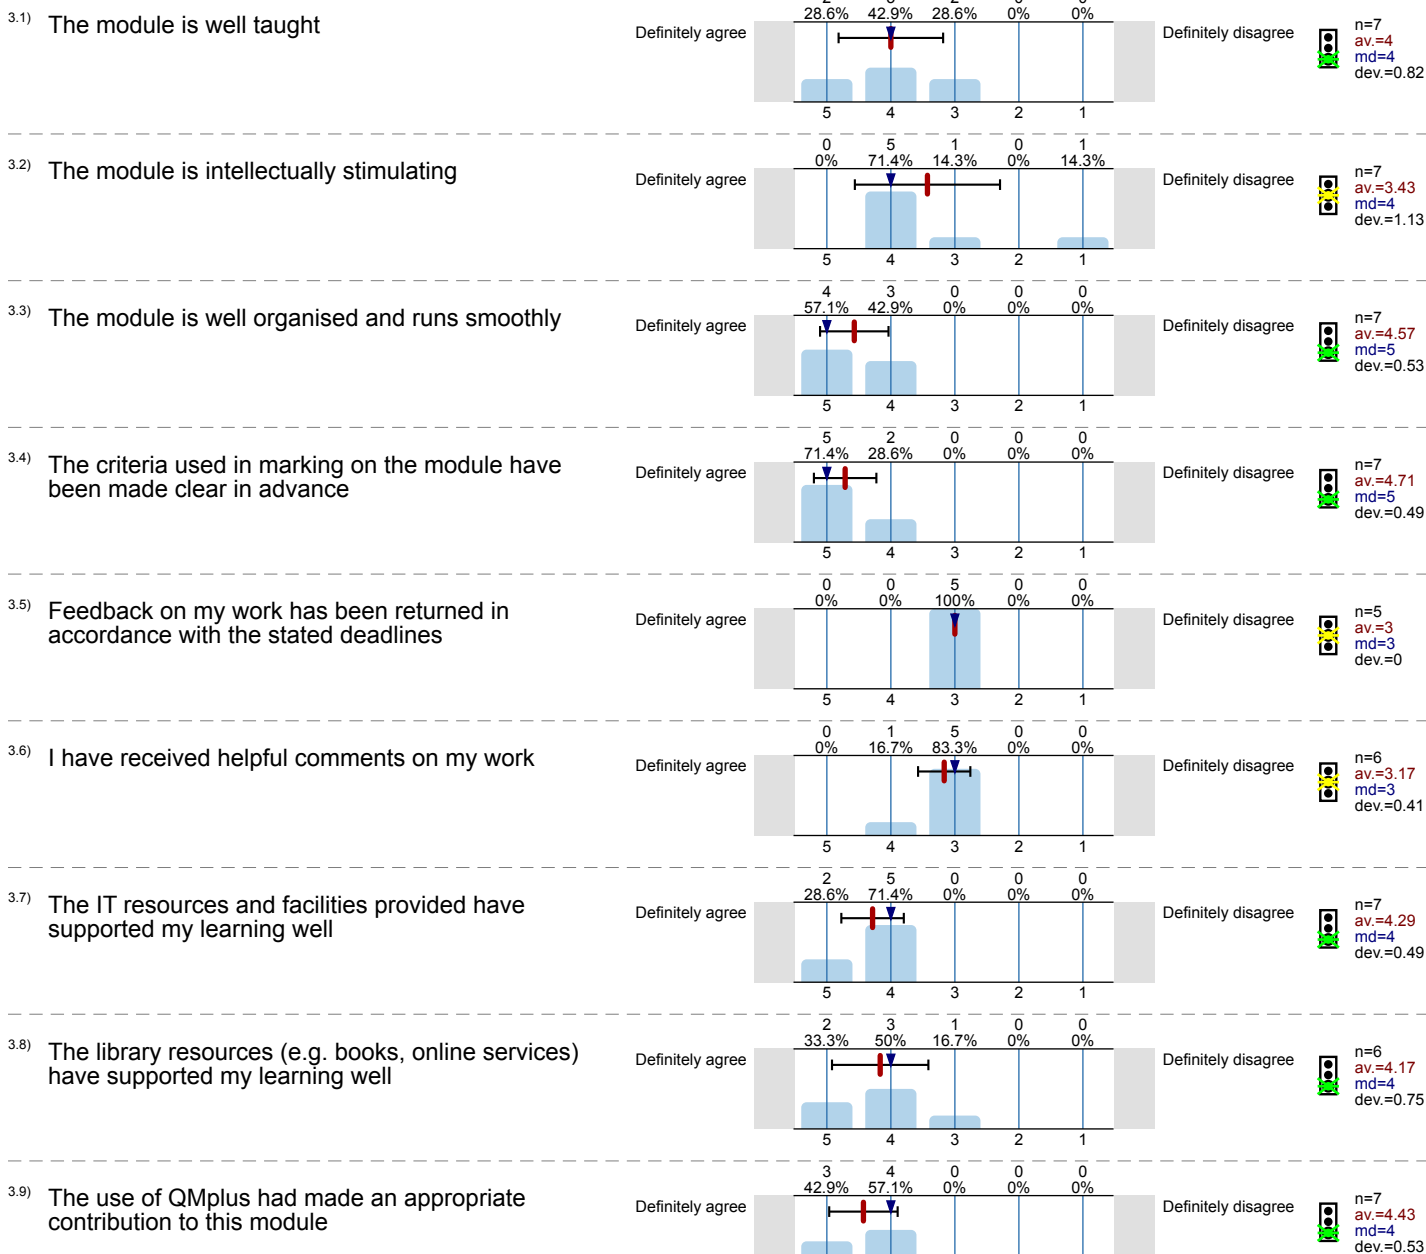 2 3 2 0 0
28.6% 42.9% 28.6% 0% 0%
3.1) The module is well taught
Definitely agree
Definitely disagree
n=7
av.=4
md=4
dev.=0.82
5 4 3 2 1
0 5 1 0 1
0% 71.4% 14.3% 0% 14.3%
3.2) The module is intellectually stimulating
Definitely agree
Definitely disagree
n=7
av.=3.43
md=4
dev.=1.13
5 4 3 2 1
4 3 0 0 0
57.1% 42.9% 0% 0% 0%
3.3) The module is well organised and runs smoothly
Definitely agree
Definitely disagree
n=7
av.=4.57
md=5
dev.=0.53
5 4 3 2 1
5 2 0 0 0
71.4% 28.6% 0% 0% 0%
3.4) The criteria used in marking on the module have
been made clear in advance
Definitely agree
Definitely disagree
n=7
av.=4.71
md=5
dev.=0.49
5 4 3 2 1
0 0 5 0 0
0% 0% 100% 0% 0%
3.5) Feedback on my work has been returned in
accordance with the stated deadlines
Definitely agree
Definitely disagree
n=5
av.=3
md=3
dev.=0
5 4 3 2 1
0 1 5 0 0
0% 16.7% 83.3% 0% 0%
3.6) I have received helpful comments on my work
Definitely agree
Definitely disagree
n=6
av.=3.17
md=3
dev.=0.41
5 4 3 2 1
2 5 0 0 0
28.6% 71.4% 0% 0% 0%
3.7) The IT resources and facilities provided have
supported my learning well
Definitely agree
Definitely disagree
n=7
av.=4.29
md=4
dev.=0.49
5 4 3 2 1
2 3 1 0 0
33.3% 50% 16.7% 0% 0%
3.8) The library resources (e.g. books, online services)
have supported my learning well
Definitely agree
Definitely disagree
n=6
av.=4.17
md=4
dev.=0.75
5 4 3 2 1
3 4 0 0 0
42.9% 57.1% 0% 0% 0%
3.9) The use of QMplus had made an appropriate
contribution to this module
Definitely agree
Definitely disagree
n=7
av.=4.43
md=4
dev.=0.53